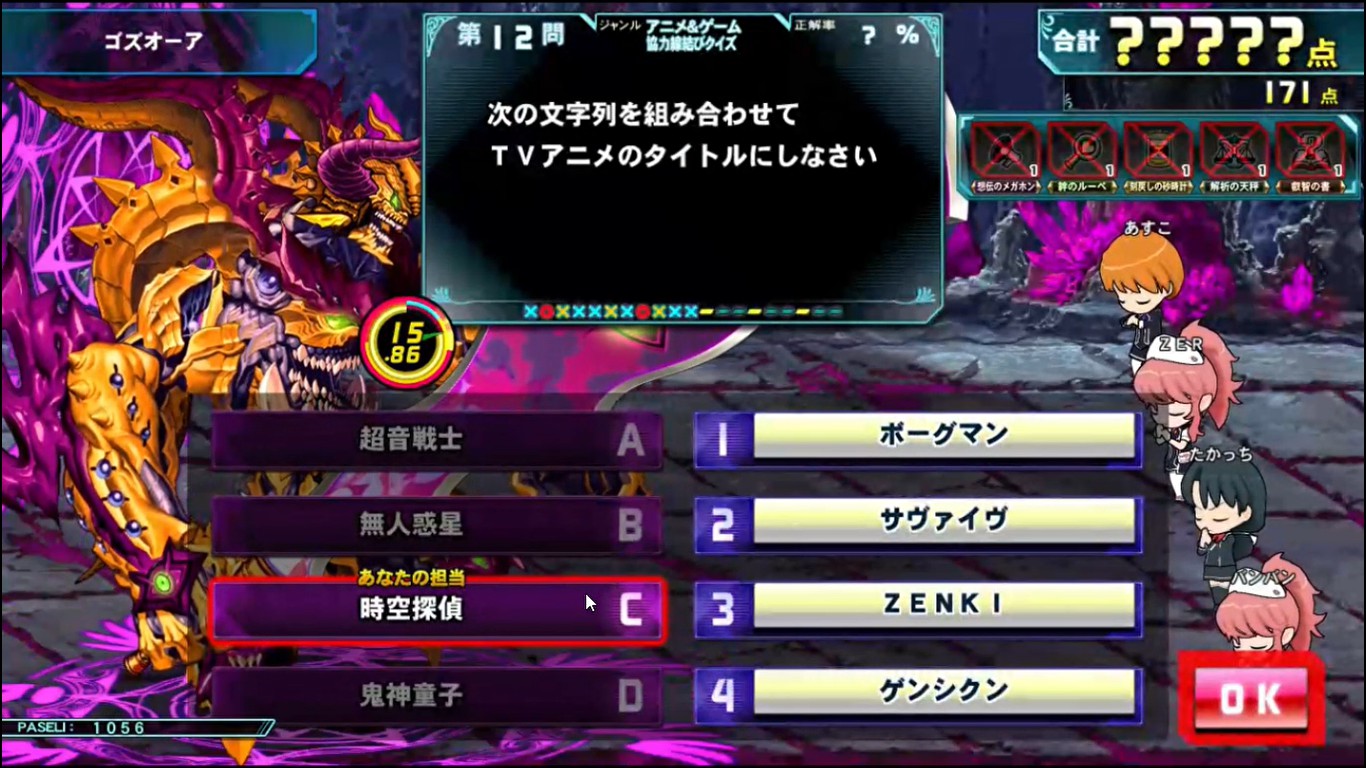 ゴズオーア
第12問
ジャンル アニメ&ゲーム
協力線結びクイズ
正解率 ? %
合計 ?????点
171点
次の文字列を組み合わせて
TVアニメのタイトルにしなさい
1 1 1 1 1
想伝のメガホン 絆のルーペ 刻戻しの砂時計 解析の天秤 叡智の書
あすこ
15
.86
ZER
超音戦士 A
1 ボーグマン
たかっち
無人惑星 B
2 サヴァイヴ
あなたの担当
時空探偵 C
3 ZENKI
バンバン
鬼神童子 D
4 ゲンシクン
OK
PASELI: 1056